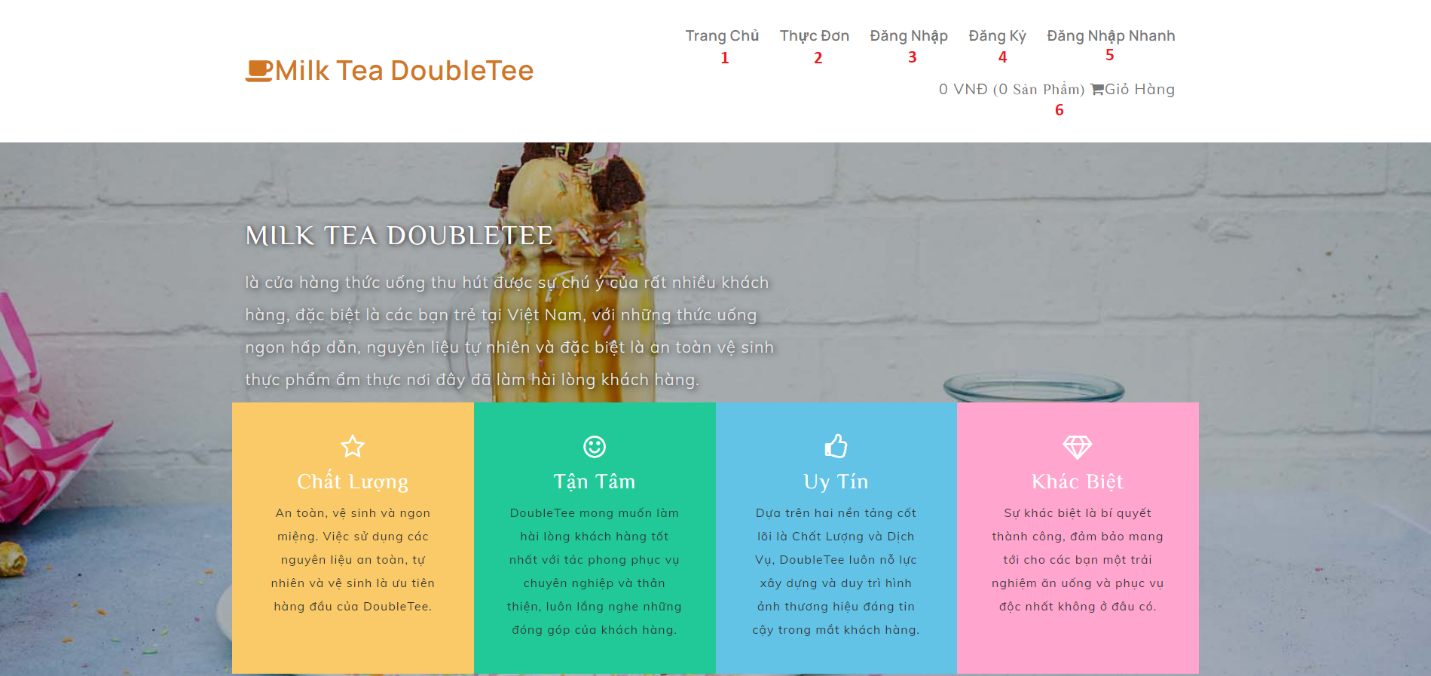 Trang Chủ Thực Đơn Đăng Nhập Đăng Ký Đăng Nhập Nhanh
1 2 3 4 5
Milk Tea DoubleTee
0 VNĐ (0 Sản Phẩm) Giỏ Hàng
6
MILK TEA DOUBLETEE
là cửa hàng thức uống thu hút được sự chú ý của rất nhiều khách
hàng, đặc biệt là các bạn trẻ tại Việt Nam, với những thức uống
ngon hấp dẫn, nguyên liệu tự nhiên và đặc biệt là an toàn vệ sinh
thực phẩm ẩm thực nơi đây đã làm hài lòng khách hàng.
Chất Lượng
An toàn, vệ sinh và ngon
miệng. Việc sử dụng các
nguyên liệu an toàn, tự
nhiên và vệ sinh là ưu tiên
hàng đầu của DoubleTee.
Tận Tâm
DoubleTee mong muốn làm
hài lòng khách hàng tốt
nhất với tác phong phục vụ
chuyên nghiệp và thân
thiện, luôn lắng nghe những
đóng góp của khách hàng.
Uy Tín
Dựa trên hai nền tảng cốt
lõi là Chất Lượng và Dịch
Vụ, DoubleTee luôn nỗ lực
xây dựng và duy trì hình
ảnh thương hiệu đáng tin
cậy trong mắt khách hàng.
Khác Biệt
Sự khác biệt là bí quyết
thành công, đảm bảo mang
tới cho các bạn một trải
nghiệm ăn uống và phục vụ
độc nhất không ở đâu có.